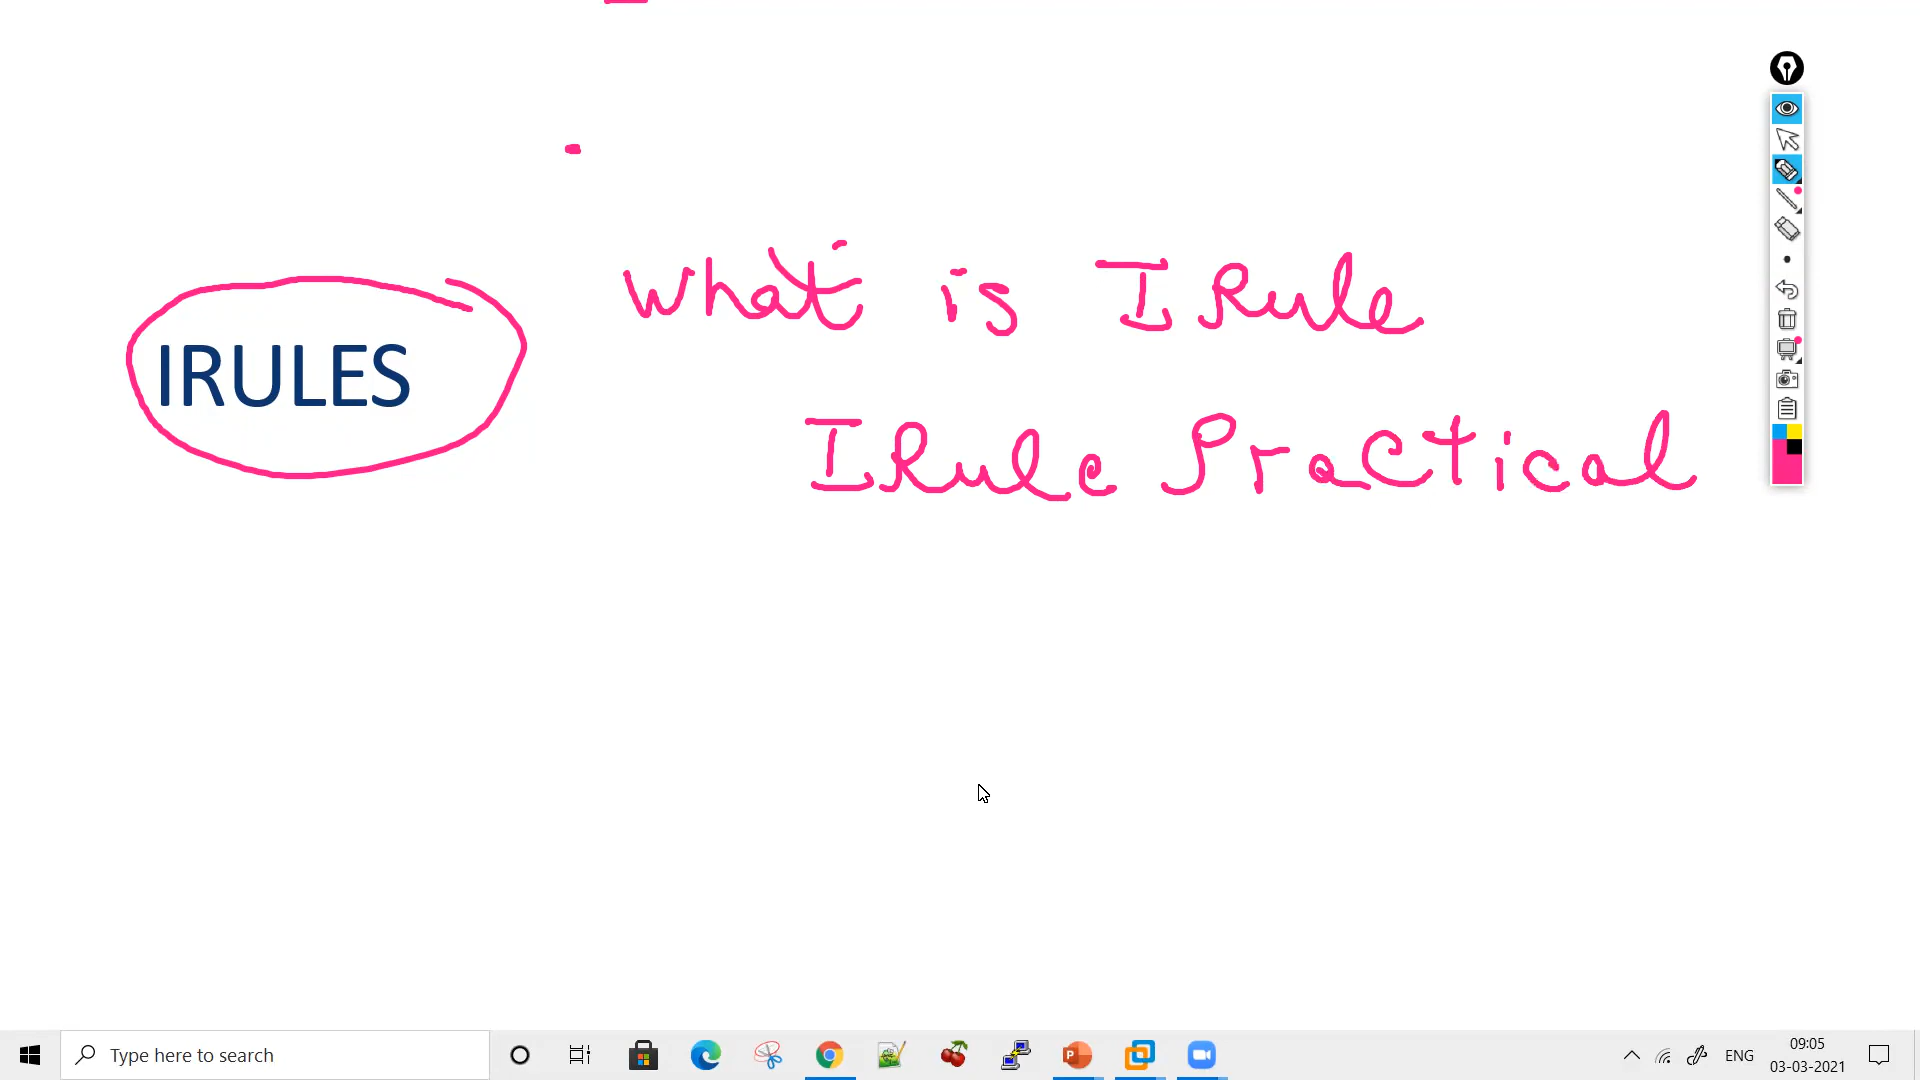 What is IRule
IRULES
IRule Practical
Type here to search
ENG
09:05
03-03-2021